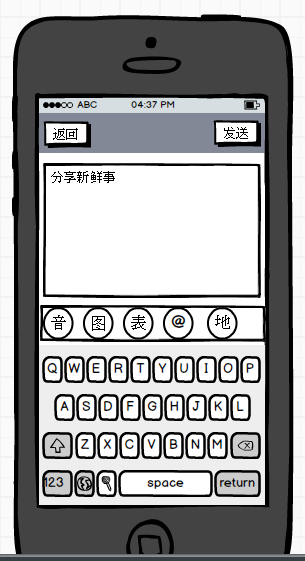 ABC 04:37 PM
返回 发送
分享新鲜事
音 图 表 @ 地
Q W E R T Y U I O P
A S D F G H J K L
Z X C V B N M
123 space return